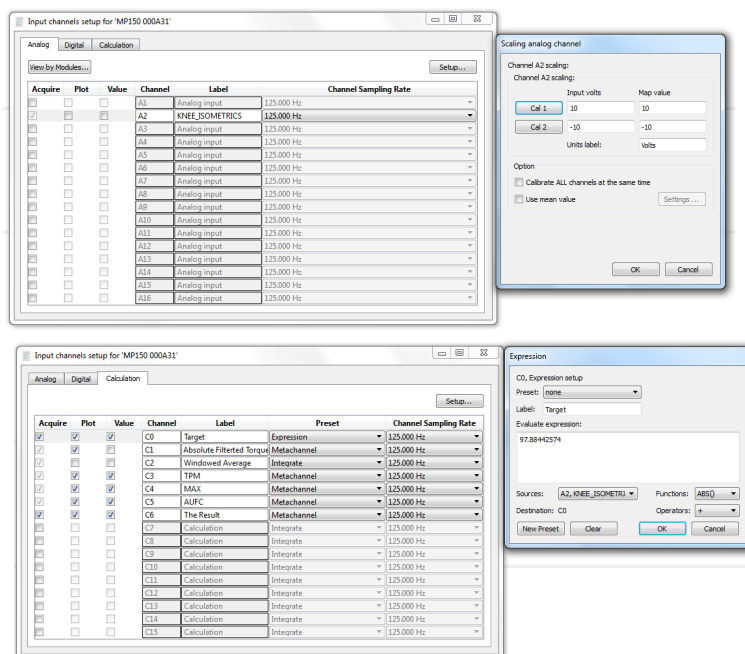 Input channels setup for 'MP150 000A31'
Analog Digital Calculation
View by Modules... Setup...
Acquire Plot Value Channel Label Channel Sampling Rate
A1 Analog input 125.000 Hz
A2 KNEE_ISOMETRICS 125.000 Hz
A3 Analog input 125.000 Hz
A4 Analog input 125.000 Hz
A5 Analog input 125.000 Hz
A6 Analog input 125.000 Hz
A7 Analog input 125.000 Hz
A8 Analog input 125.000 Hz
A9 Analog input 125.000 Hz
A10 Analog input 125.000 Hz
A11 Analog input 125.000 Hz
A12 Analog input 125.000 Hz
A13 Analog input 125.000 Hz
A14 Analog input 125.000 Hz
A15 Analog input 125.000 Hz
A16 Analog input 125.000 Hz
Scaling analog channel
Channel A2 scaling:
Channel A2 scaling:
Input volts Map value
Cal 1 10 10
Cal 2 -10 -10
Units label: Volts
Option
Calibrate ALL channels at the same time
Use mean value Settings ...
OK Cancel
Input channels setup for 'MP150 000A31'
Analog Digital Calculation
Setup...
Acquire Plot Value Channel Label Preset Channel Sampling Rate
C0 Target Expression 125.000 Hz
C1 Absolute Filterted Torque Metachannel 125.000 Hz
C2 Windowed Average Integrate 125.000 Hz
C3 TPM Metachannel 125.000 Hz
C4 MAX Metachannel 125.000 Hz
C5 AUFC Metachannel 125.000 Hz
C6 The Result Metachannel 125.000 Hz
C7 Calculation Integrate 125.000 Hz
C8 Calculation Integrate 125.000 Hz
C9 Calculation Integrate 125.000 Hz
C10 Calculation Integrate 125.000 Hz
C11 Calculation Integrate 125.000 Hz
C12 Calculation Integrate 125.000 Hz
C13 Calculation Integrate 125.000 Hz
C14 Calculation Integrate 125.000 Hz
C15 Calculation Integrate 125.000 Hz
Expression
C0, Expression setup
Preset: none
Label: Target
Evaluate expression:
97.88442574
Sources: A2, KNEE_ISOMETRI Functions: ABS()
Destination: C0 Operators: +
New Preset Clear OK Cancel